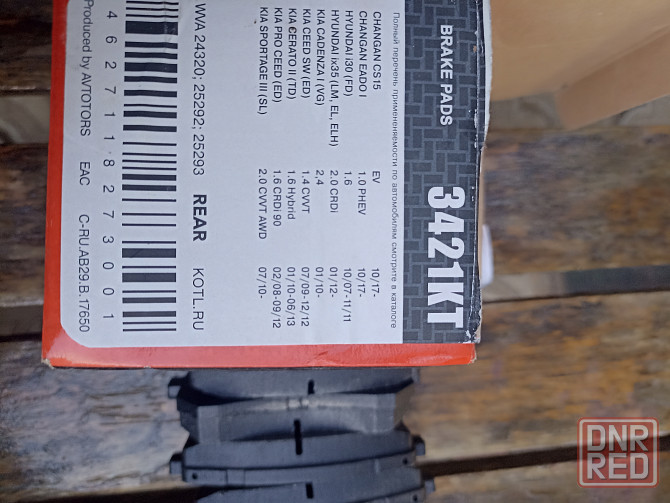 BRAKE PADS 3421KT
Полный перечень применяемости по автомобилям смотрите в каталоге
CHANGAN CS15 EV 10/17-
CHANGAN EADO I 1.0 PHEV 10/17-
HYUNDAI i30 (FD) 1.6 10/07-11/11
HYUNDAI ix35 (LM, EL, ELH) 2.0 CRDi 01/12-
KIA CADENZA I (VG) 2,4 01/10-
KIA CEED SW (ED) 1.4 CVVT 07/09-12/12
KIA CERATO II (TD) 1.6 Hybrid 01/10-06/13
KIA PRO CEED (ED) 1.6 CRDi 90 02/08-09/12
KIA SPORTAGE III (SL) 2.0 CVVT AWD 07/10-
WVA 24320; 25292; 25293 REAR KOTL.RU
4627118273001
Produced by AVTOTORS EAC C-RU.AB29.B.17650
DNR
RED